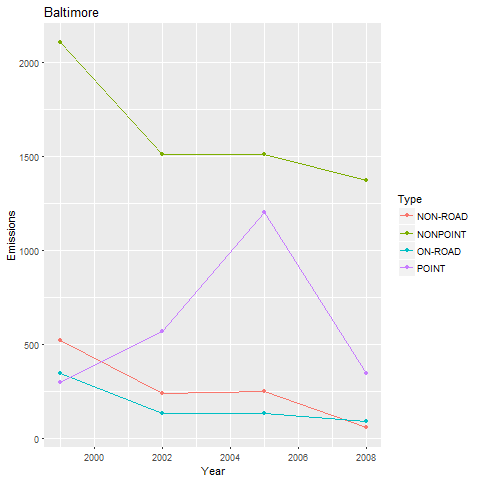 Baltimore
2000
1500
1000
500
0
Emissions
2000
2002
2004
2006
2008
Year
Type
NON-ROAD
NONPOINT
ON-ROAD
POINT